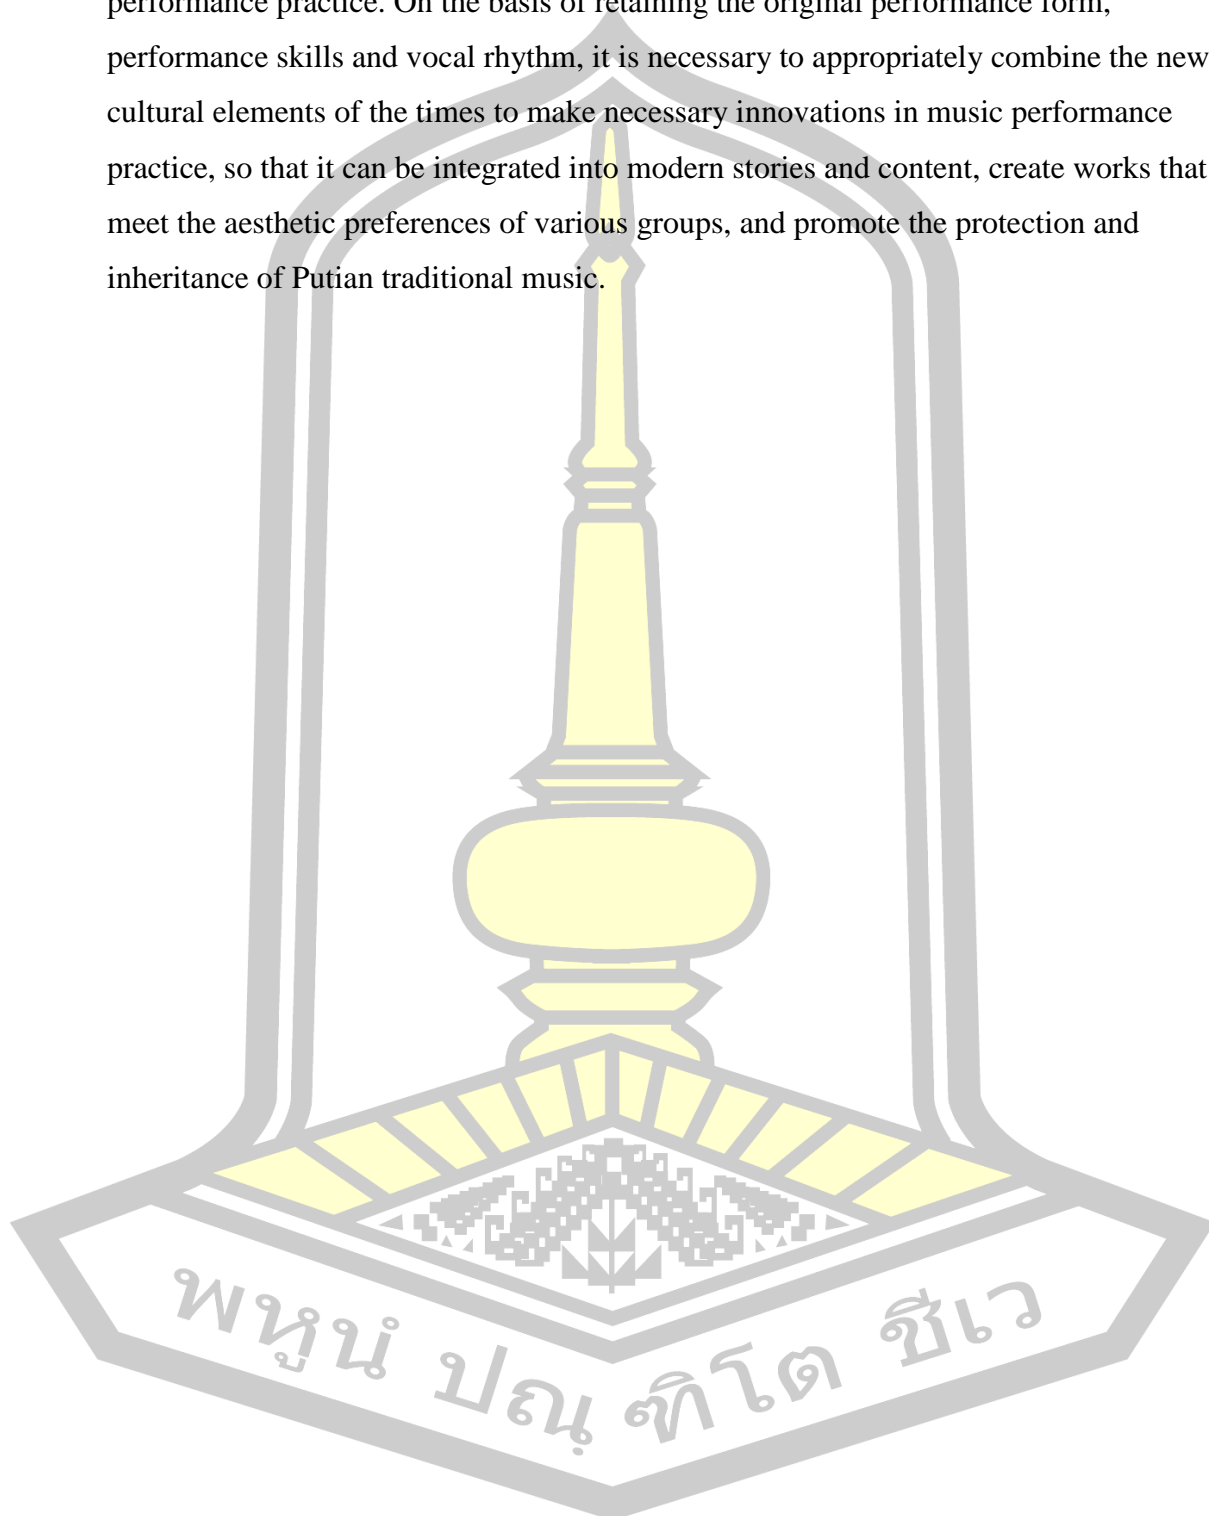 performance practice. On the basis of retaining the original performance form,
performance skills and vocal rhythm, it is necessary to appropriately combine the new
cultural elements of the times to make necessary innovations in music performance
practice, so that it can be integrated into modern stories and content, create works that
meet the aesthetic preferences of various groups, and promote the protection and
inheritance of Putian traditional music.
พหูนํ ปณฺฑิโต ชีเว